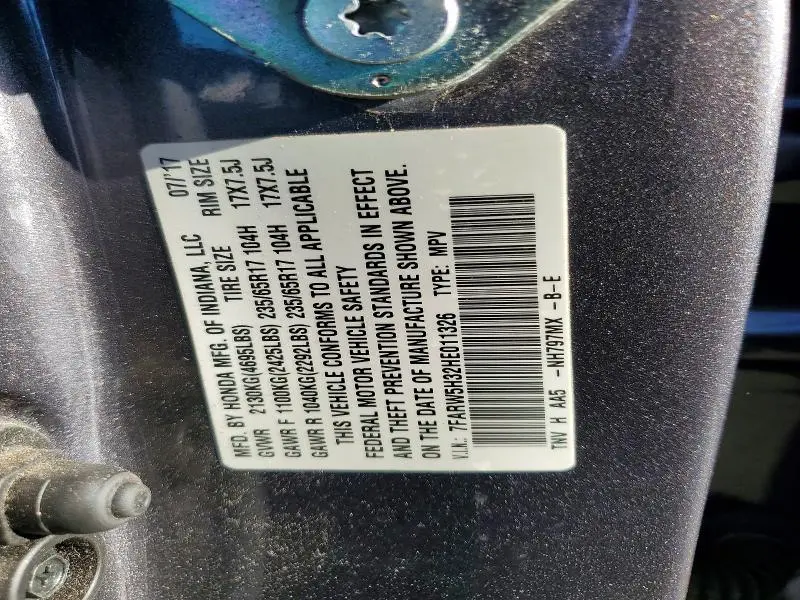 MFD. BY HONDA MFG. OF INDIANA, LLC 07/17
GVWR 2130KG(4695LBS) TIRE SIZE RIM SIZE
GAWR F 1100KG(2425LBS) 235/65R17 104H 17X7.5J
GAWR R 1040KG(2292LBS) 235/65R17 104H 17X7.5J
THIS VEHICLE CONFORMS TO ALL APPLICABLE
FEDERAL MOTOR VEHICLE SAFETY
AND THEFT PREVENTION STANDARDS IN EFFECT
ON THE DATE OF MANUFACTURE SHOWN ABOVE.
V.I.N.: 7FARW5H32HE011326 TYPE: MPV
TNV H AA5 -NH797MX -B-E